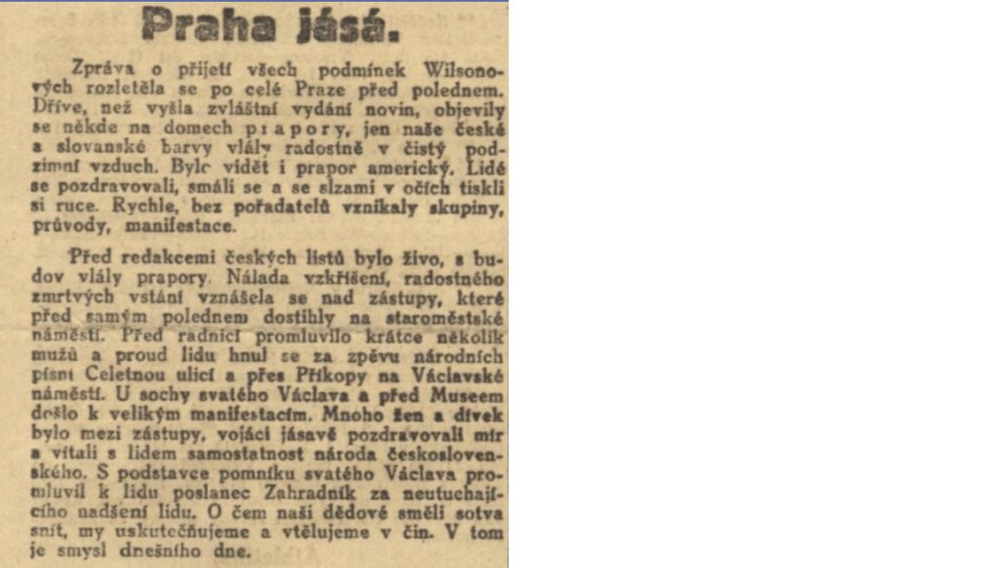 Praha jásá.
Zpráva o přijetí všech podmínek Wilsono-
vých rozletěla se po celé Praze před polednem.
Dříve, než vyšla zvláštní vydání novin, objevily
se někde na domech prapory, jen naše české
a slovanské barvy vlály radostně v čistý pod-
zimní vzduch. Bylo vidět i prapor americký. Lidé
se pozdravovali, smáli se a se slzami v očích tiskli
si ruce. Rychle, bez pořadatelů vznikaly skupiny,
průvody, manifestace.
Před redakcemi českých listů bylo živo, s bu-
dov vlály prapory. Nálada vzkříšení, radostného
zmrtvých vstání vznášela se nad zástupy, které
před samým polednem dostihly na staroměstské
náměstí. Před radnicí promluvilo krátce několik
mužů a proud lidu hnul se za zpěvu národních
písní Celetnou ulicí a přes Příkopy na Václavské
náměstí. U sochy svatého Václava a před Museem
došlo k velikým manifestacím. Mnoho žen a dívek
bylo mezi zástupy, vojáci jásavě pozdravovali mír
a vítali s lidem samostatnost národa českosloven-
ského. S podstavce pomníku svatého Václava pro-
mluvil k lidu poslanec Zahradník za neutuchají-
cího nadšení lidu. O čem naši dědové směli sotva
snít, my uskutečňujeme a vtělujeme v čin. V tom
je smysl dnešního dne.